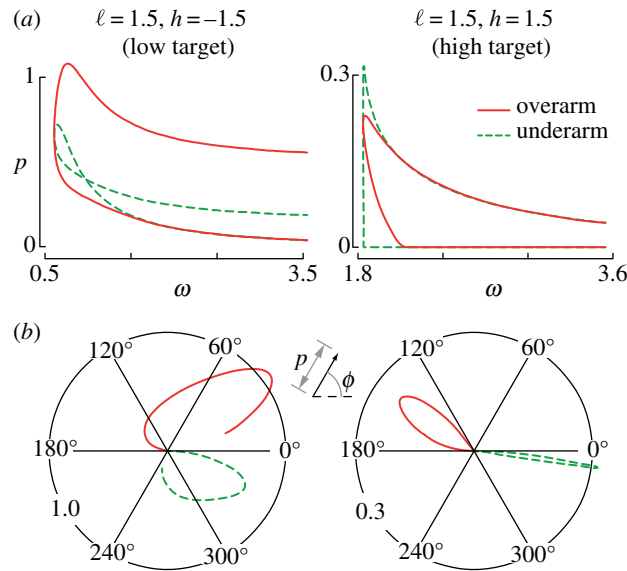 (a)
ℓ = 1.5, h = –1.5
(low target)
ℓ = 1.5, h = 1.5
(high target)
1
p
0
0.5
ω
3.5
0.3
overarm
underarm
0
1.8
ω
3.6
(b)
120°
60°
180°
0°
1.0
240°
300°
p
ϕ
120°
60°
180°
0°
0.3
240°
300°